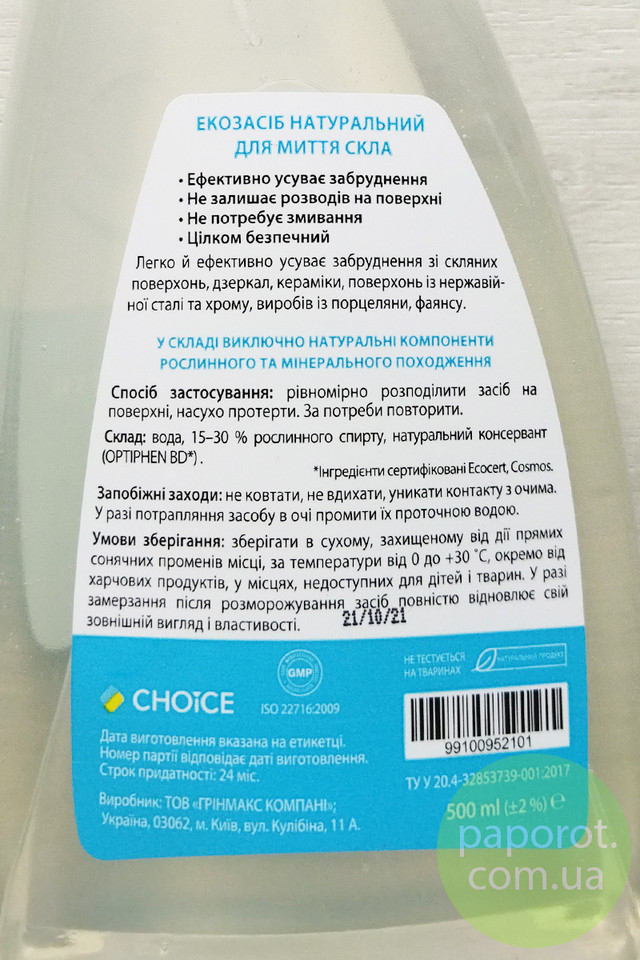 ЕКОЗАСІБ НАТУРАЛЬНИЙ
ДЛЯ МИТТЯ СКЛА
• Ефективно усуває забруднення
• Не залишає розводів на поверхні
• Не потребує змивання
• Цілком безпечний
Легко й ефективно усуває забруднення зі скляних
поверхонь, дзеркал, кераміки, поверхонь із нержавій-
ної сталі та хрому, виробів із порцеляни, фаянсу.
У СКЛАДІ ВИКЛЮЧНО НАТУРАЛЬНІ КОМПОНЕНТИ
РОСЛИННОГО ТА МІНЕРАЛЬНОГО ПОХОДЖЕННЯ
Спосіб застосування: рівномірно розподілити засіб на
поверхні, насухо протерти. За потреби повторити.
Склад: вода, 15–30 % рослинного спирту, натуральний консервант
(OPTIPHEN BD*) .
*Інгредієнти сертифіковані Ecocert, Cosmos.
Запобіжні заходи: не ковтати, не вдихати, уникати контакту з очима.
У разі потрапляння засобу в очі промити їх проточною водою.
Умови зберігання: зберігати в сухому, захищеному від дії прямих
сонячних променів місці, за температури від 0 до +30 °С, окремо від
харчових продуктів, у місцях, недоступних для дітей і тварин. У разі
замерзання після розморожування засіб повністю відновлює свій
зовнішній вигляд і властивості.
21/10/21
GMP
ISO 22716:2009
CHOICE
НЕ ТЕСТУЄТЬСЯ
НА ТВАРИНАХ
НАТУРАЛЬНИЙ ПРОДУКТ
99100952101
Дата виготовлення вказана на етикетці.
Номер партії відповідає даті виготовлення.
Строк придатності: 24 міс.
ТУ У 20.4-32853739-001:2017
Виробник: ТОВ «ГРІНМАКС КОМПАНІ»;
Україна, 03062, м. Київ, вул. Кулібіна, 11 А.
500 ml (±2 %) ℮
paporot.
com.ua